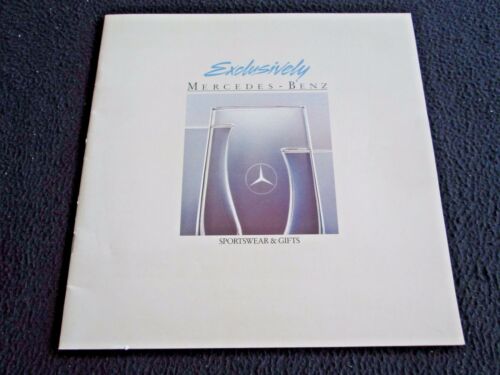 Exclusively
MERCEDES-BENZ
SPORTSWEAR & GIFTS